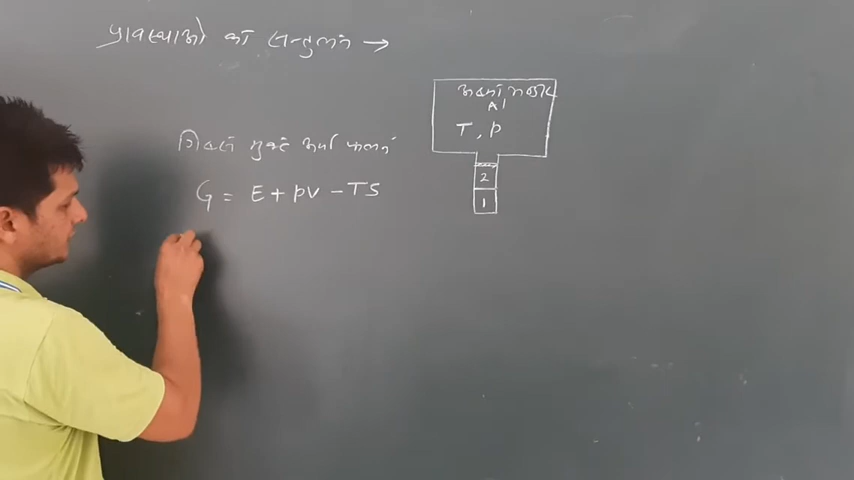 प्रावस्थाओं का सन्तुलन →
गिब्स मुक्त ऊर्जा फलन
G = E + PV - TS
A'
T, P
2
1